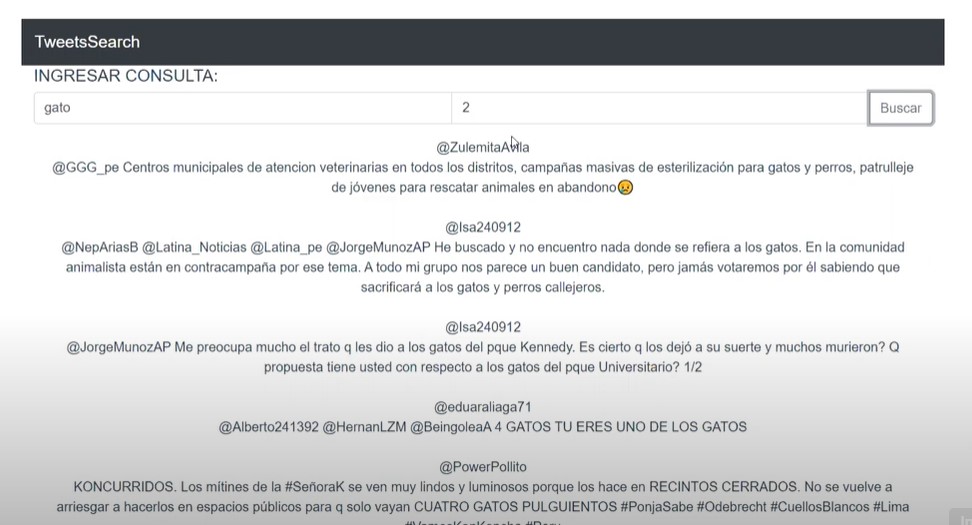 TweetsSearch
INGRESAR CONSULTA:
gato 2 Buscar
@ZulemitaAvila
@GGG_pe Centros municipales de atencion veterinarias en todos los distritos, campañas masivas de esterilización para gatos y perros, patrulleje
de jóvenes para rescatar animales en abandono😢
@Isa240912
@NepAriasB @Latina_Noticias @Latina_pe @JorgeMunozAP He buscado y no encuentro nada donde se refiera a los gatos. En la comunidad
animalista están en contracampaña por ese tema. A todo mi grupo nos parece un buen candidato, pero jamás votaremos por él sabiendo que
sacrificará a los gatos y perros callejeros.
@Isa240912
@JorgeMunozAP Me preocupa mucho el trato q les dio a los gatos del pque Kennedy. Es cierto q los dejó a su suerte y muchos murieron? Q
propuesta tiene usted con respecto a los gatos del pque Universitario? 1/2
@eduaraliaga71
@Alberto241392 @HernanLZM @BeingoleaA 4 GATOS TU ERES UNO DE LOS GATOS
@PowerPollito
KONCURRIDOS. Los mítines de la #SeñoraK se ven muy lindos y luminosos porque los hace en RECINTOS CERRADOS. No se vuelve a
arriesgar a hacerlos en espacios públicos para q solo vayan CUATRO GATOS PULGUIENTOS #PonjaSabe #Odebrecht #CuellosBlancos #Lima